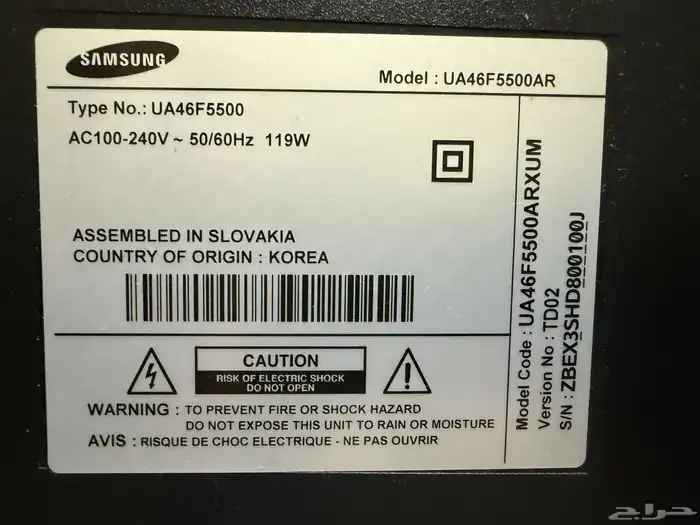 SAMSUNG
Model : UA46F5500AR
Type No.: UA46F5500
AC100-240V ~ 50/60Hz 119W
ASSEMBLED IN SLOVAKIA
COUNTRY OF ORIGIN : KOREA
CAUTION
RISK OF ELECTRIC SHOCK
DO NOT OPEN
WARNING : TO PREVENT FIRE OR SHOCK HAZARD
DO NOT EXPOSE THIS UNIT TO RAIN OR MOISTURE
AVIS : RISQUE DE CHOC ELECTRIQUE - NE PAS OUVRIR
Model Code : UA46F5500ARXUM
Version No : TD02
S/N : ZBEX3SHD800100J
حراج